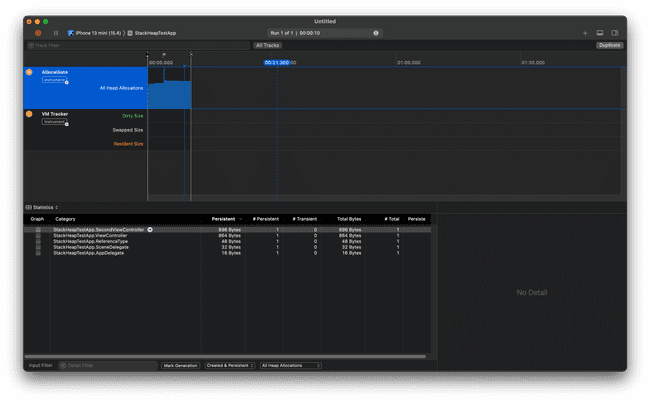 Untitled
iPhone 13 mini (15.4) StackHeapTestApp Run 1 of 1 | 00:00:10
Track Filter All Tracks Duplicate
00:00.000 00:31.300 01:00.000 01:30.000
Allocations
Instrument
All Heap Allocations
VM Tracker Dirty Size
Instrument
Swapped Size
Resident Size
Statistics
Graph Category Persistent # Persistent # Transient Total Bytes # Total Persiste
StackHeapTestApp.SecondViewController 896 Bytes 1 0 896 Bytes 1
StackHeapTestApp.ViewController 864 Bytes 1 0 864 Bytes 1
StackHeapTestApp.ReferenceType 48 Bytes 1 0 48 Bytes 1
StackHeapTestApp.SceneDelegate 32 Bytes 1 0 32 Bytes 1
StackHeapTestApp.AppDelegate 16 Bytes 1 0 16 Bytes 1
No Detail
Input Filter Detail Filter Mark Generation Created & Persistent All Heap Allocations